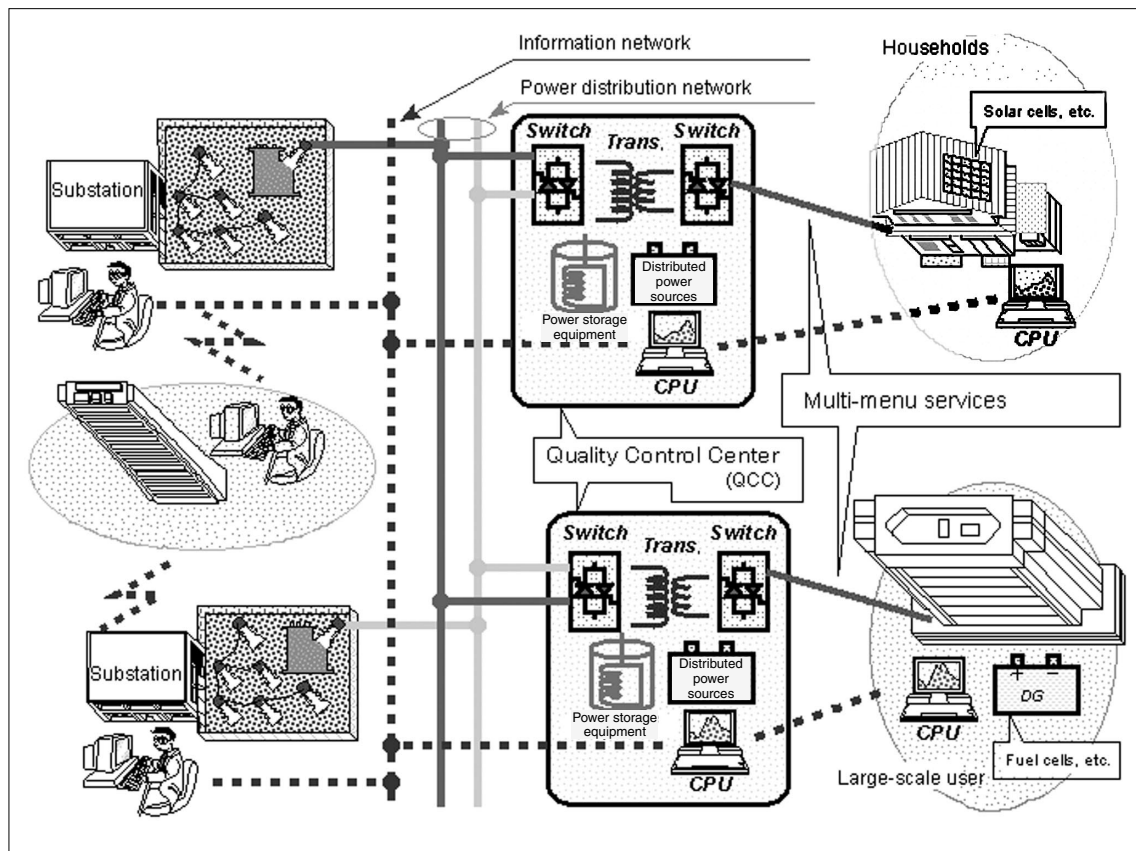 Information network
Power distribution network
Households
Solar cells, etc.
Switch
Trans.
Switch
Substation
Distributed
power
sources
Power storage
equipment
CPU
CPU
Multi-menu services
Quality Control Center
(QCC)
Switch
Trans.
Switch
Substation
Distributed
power
sources
Power storage
equipment
CPU
CPU
+ −
DG
Fuel cells, etc.
Large-scale user